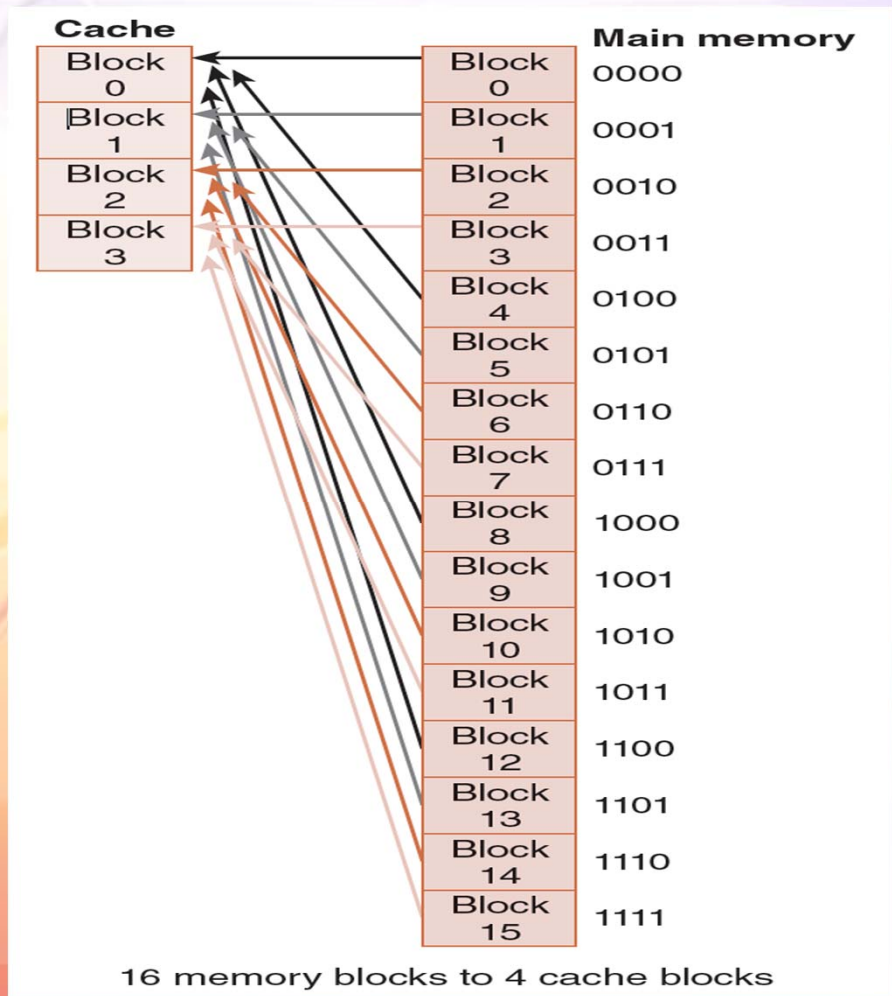 Cache
Block
0
Block
1
Block
2
Block
3
Main memory
Block
0
0000
Block
1
0001
Block
2
0010
Block
3
0011
Block
4
0100
Block
5
0101
Block
6
0110
Block
7
0111
Block
8
1000
Block
9
1001
Block
10
1010
Block
11
1011
Block
12
1100
Block
13
1101
Block
14
1110
Block
15
1111
16 memory blocks to 4 cache blocks